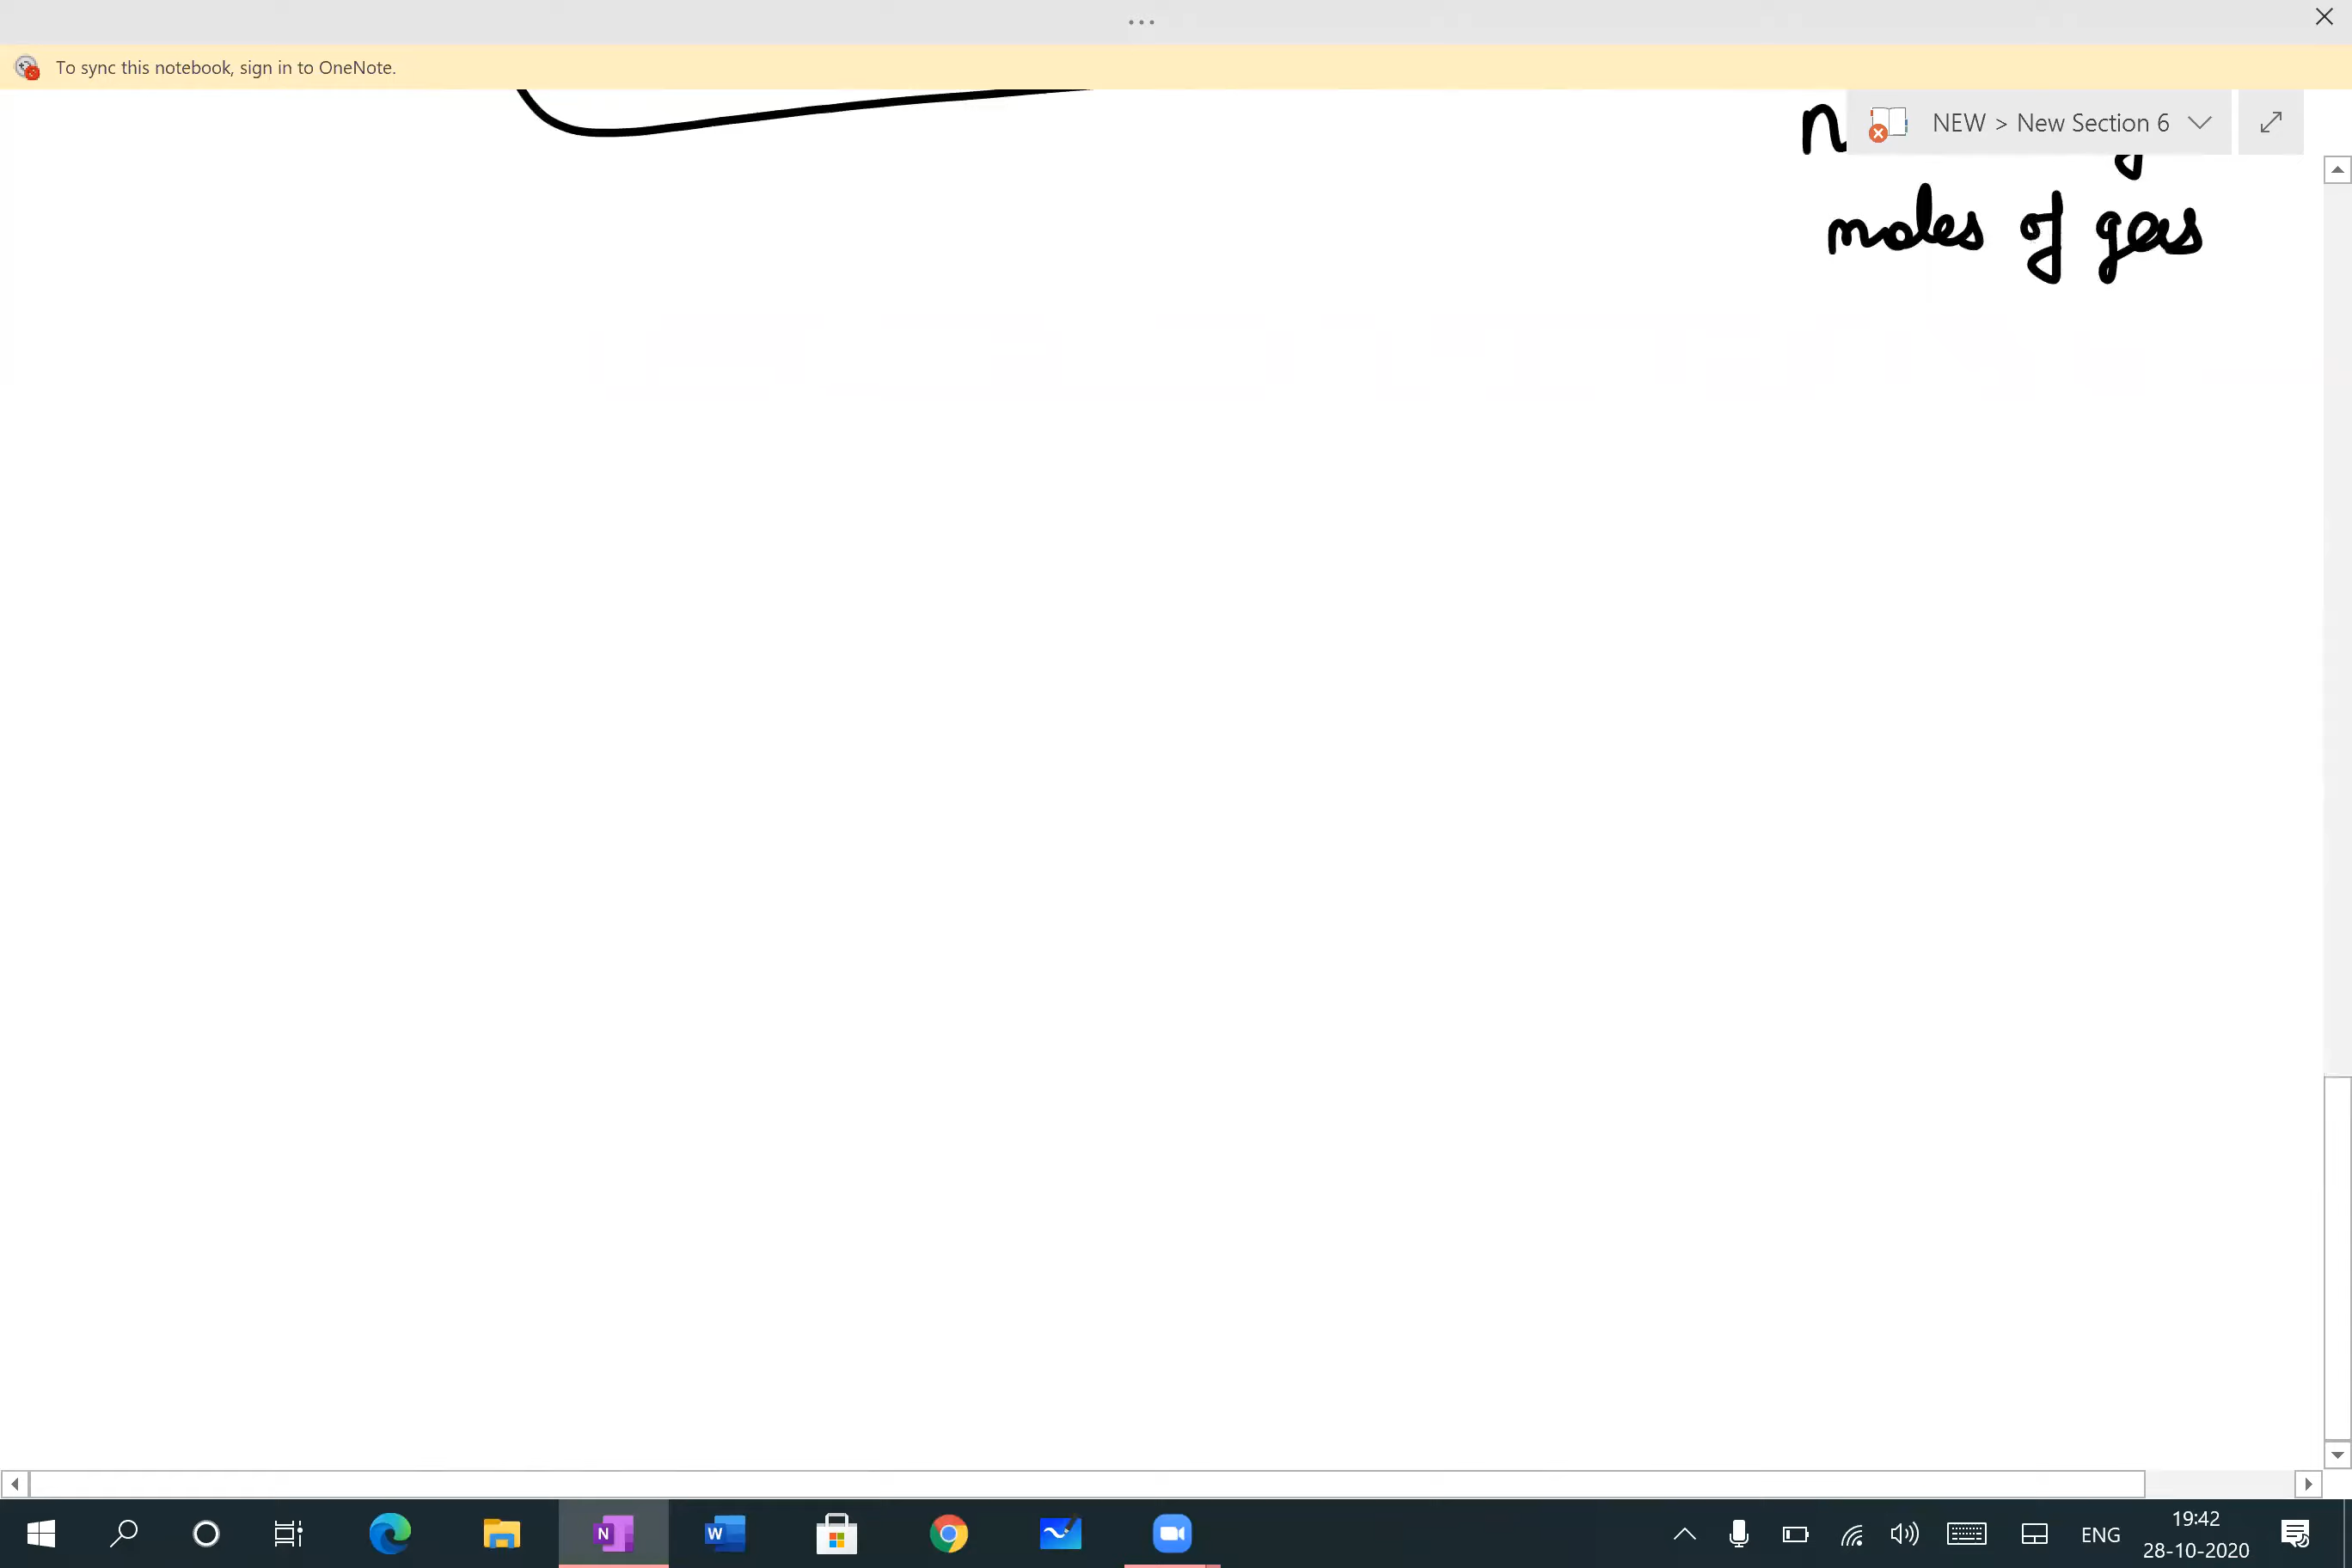 To sync this notebook, sign in to OneNote.
NEW > New Section 6
moles of gas
ENG
19:42
28-10-2020